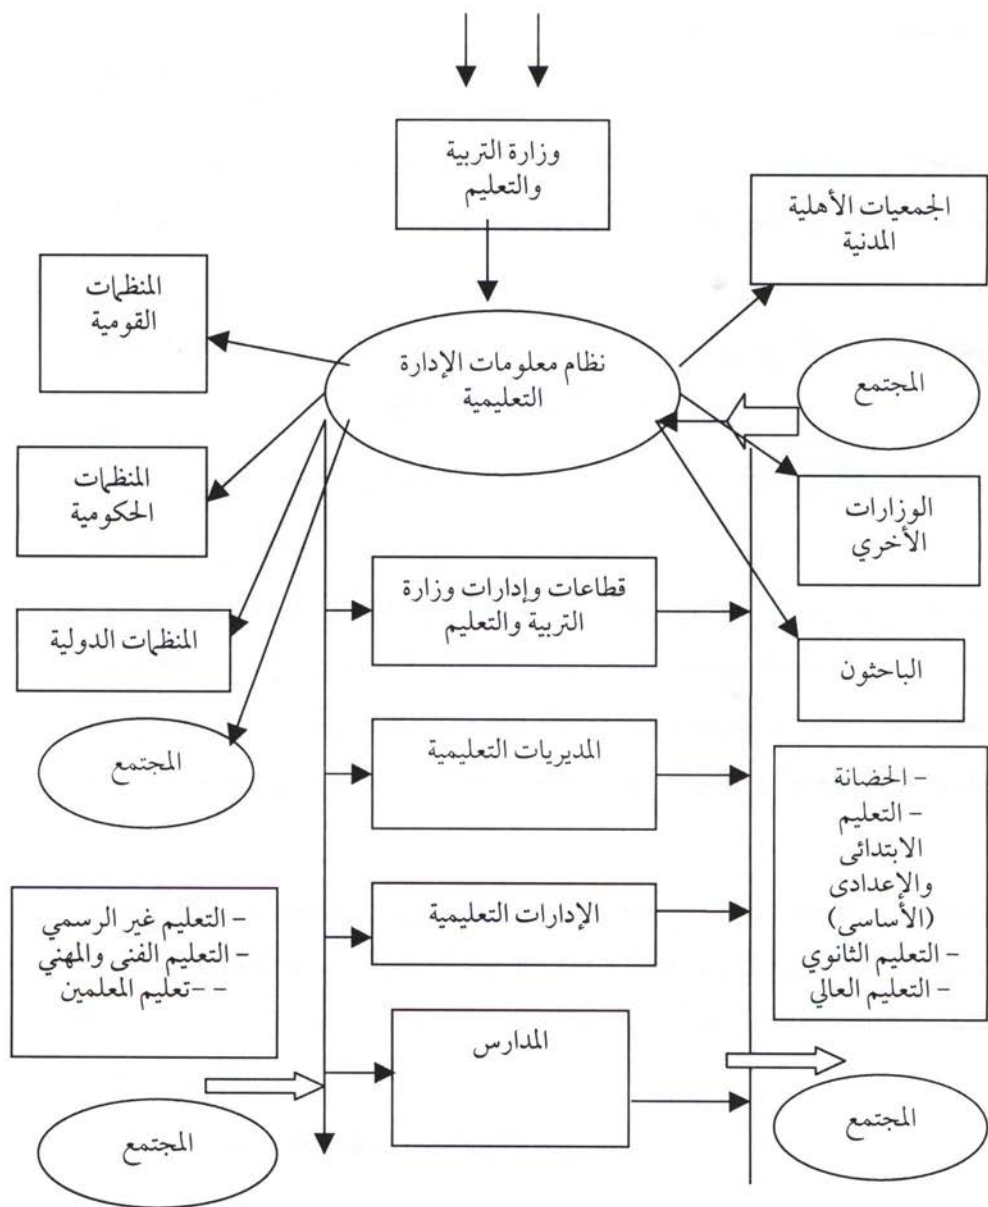 وزارة التربية
والتعليم
الجمعيات الأهلية
المدنية
المنظمات
القومية
نظام معلومات الإدارة
التعليمية
المجتمع
المنظمات
الحكومية
الوزارات
الأخري
قطاعات وإدارات وزارة
التربية والتعليم
المنظمات الدولية
الباحثون
المجتمع
المديريات التعليمية
- الحضانة
- التعليم
الابتدائى
والإعدادى
(الأساسى)
- التعليم الثانوي
- التعليم العالي
الإدارات التعليمية
- التعليم غير الرسمي
- التعليم الفنى والمهني
- -تعليم المعلمين
المدارس
المجتمع
المجتمع